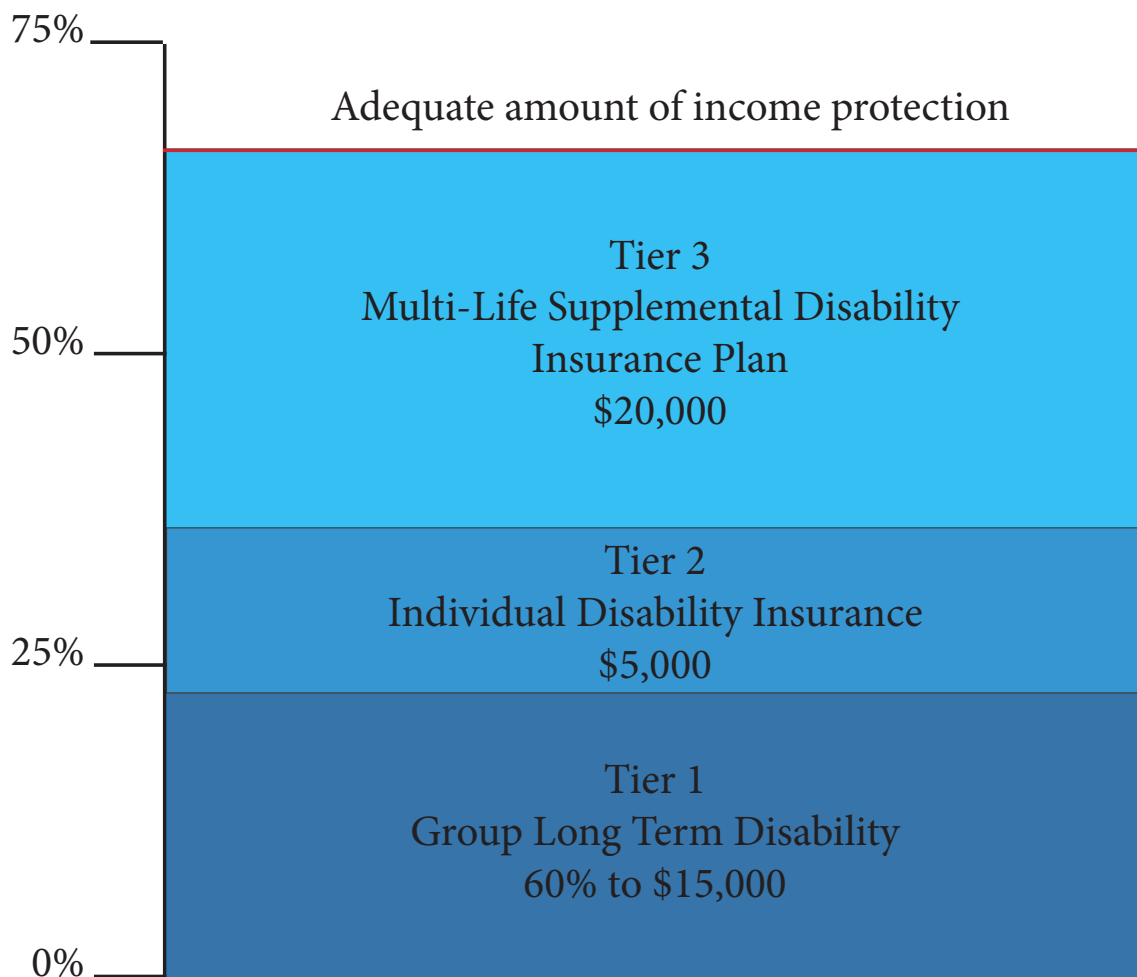 75%
Adequate amount of income protection
Tier 3
Multi-Life Supplemental Disability
Insurance Plan
50%
$20,000
Tier 2
Individual Disability Insurance
25%
$5,000
Tier 1
Group Long Term Disability
60% to $15,000
0%